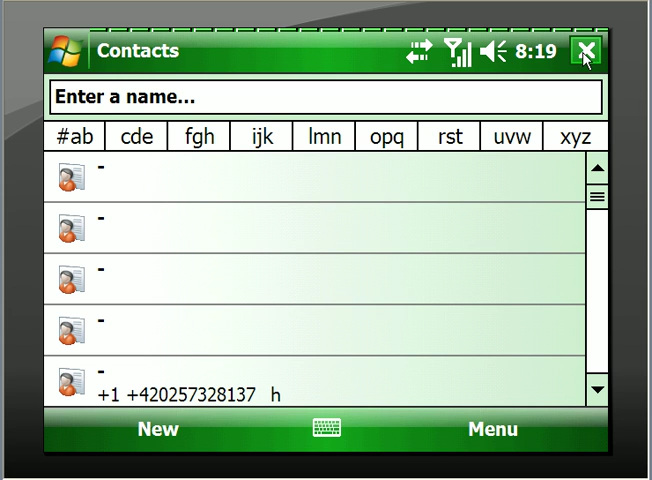 Contacts 8:19
Enter a name...
#ab cde fgh ijk lmn opq rst uvw xyz
-
-
-
-
-
+1 +420257328137 h
New Menu